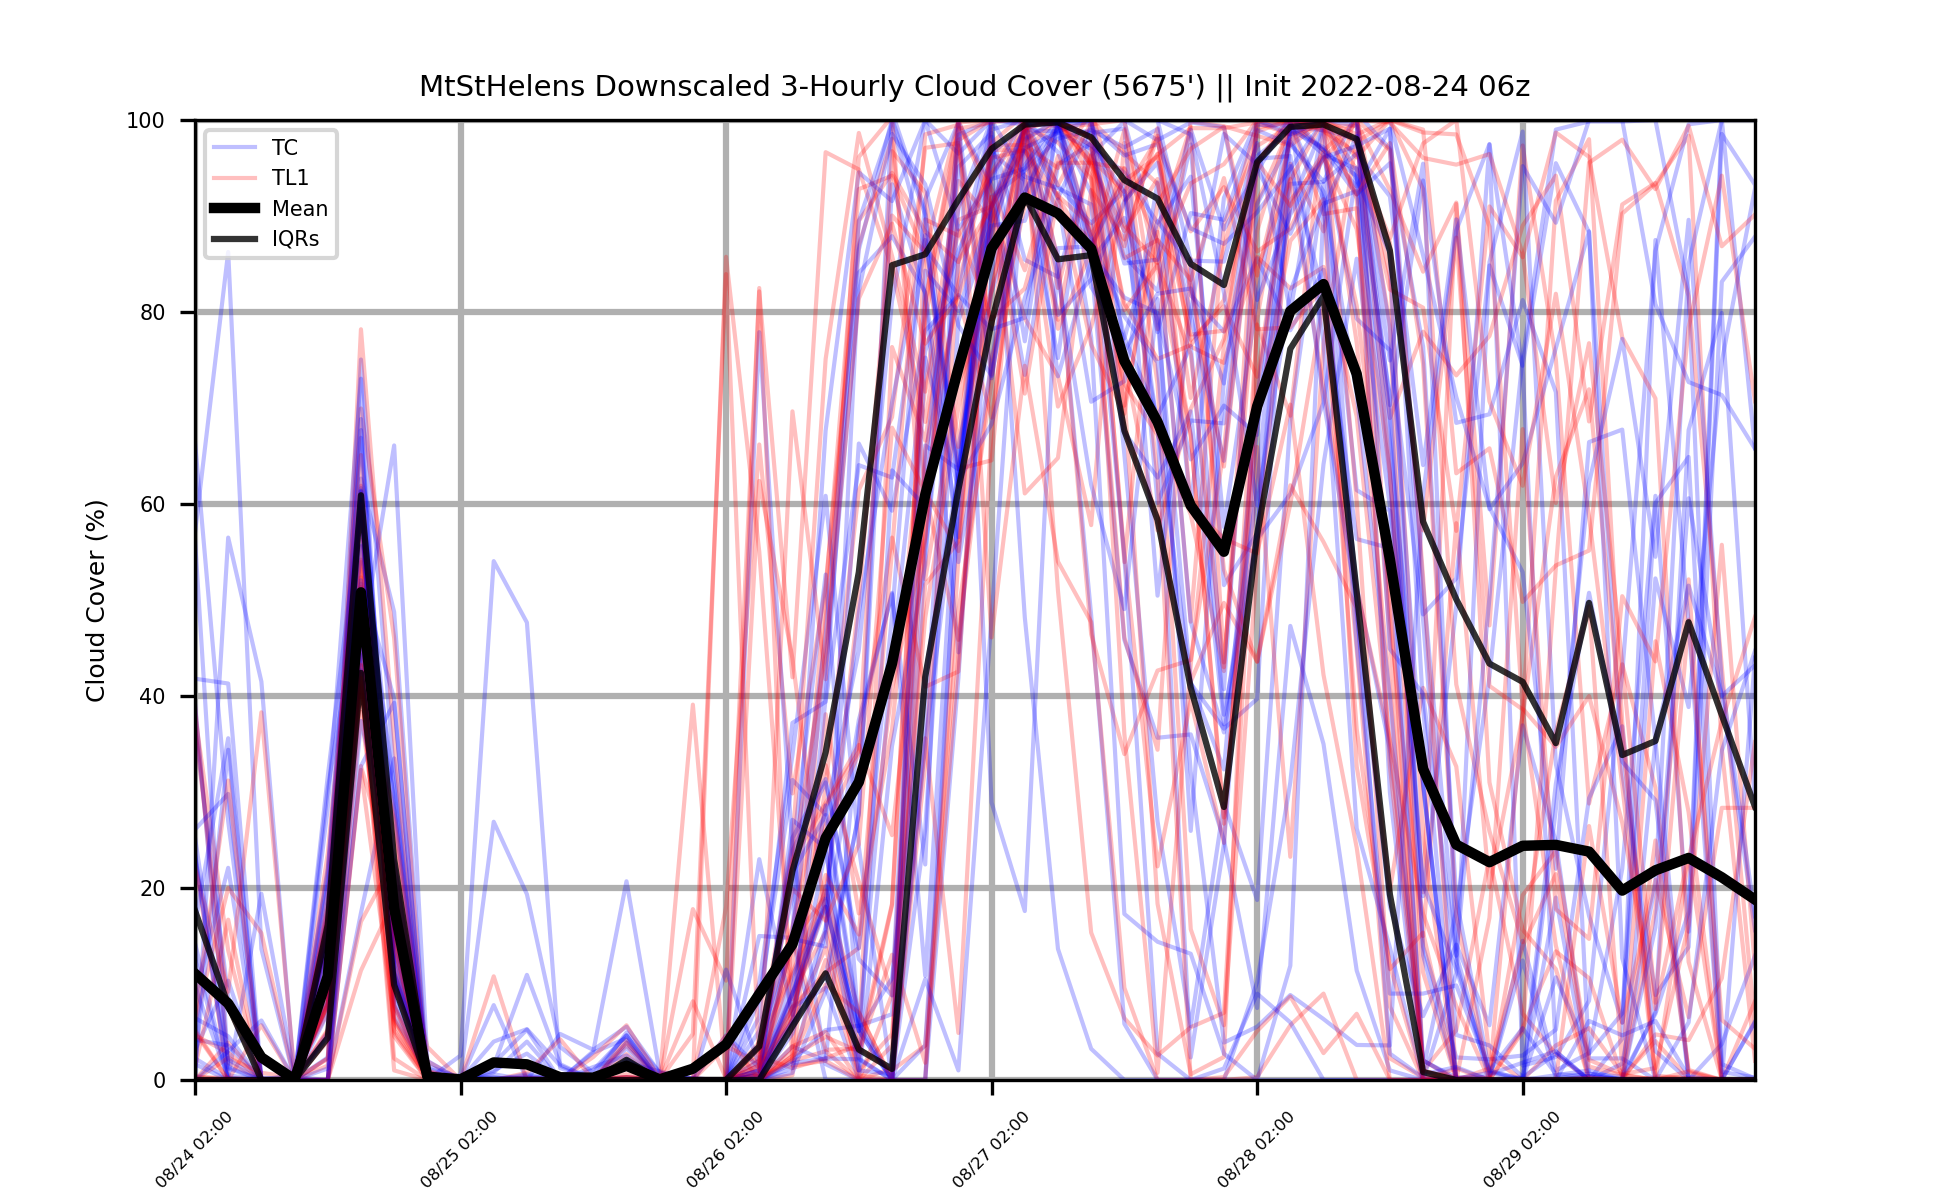 MtStHelens Downscaled 3-Hourly Cloud Cover (5675') || Init 2022-08-24 06z
TC
TL1
Mean
IQRs
Cloud Cover (%)
100
80
60
40
20
0
08/24 02:00
08/25 02:00
08/26 02:00
08/27 02:00
08/28 02:00
08/29 02:00